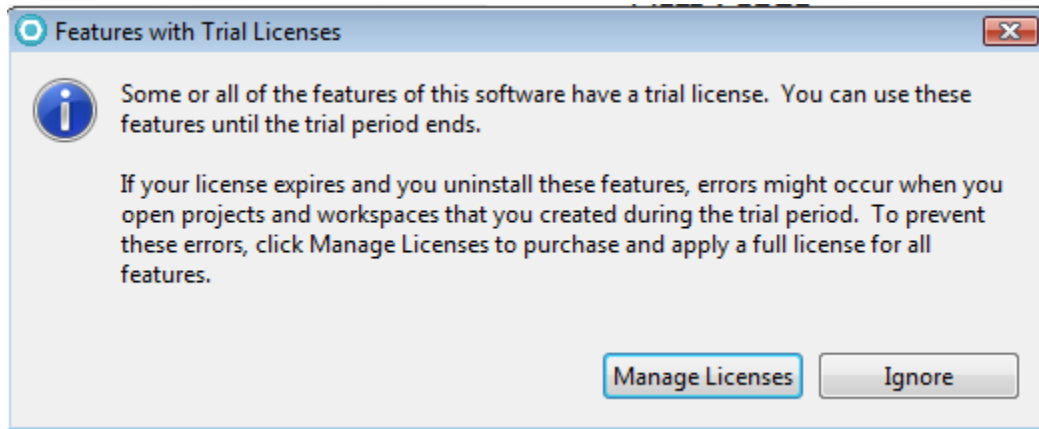 Features with Trial Licenses
Some or all of the features of this software have a trial license.  You can use these
features until the trial period ends.
If your license expires and you uninstall these features, errors might occur when you
open projects and workspaces that you created during the trial period.  To prevent
these errors, click Manage Licenses to purchase and apply a full license for all
features.
Manage Licenses
Ignore